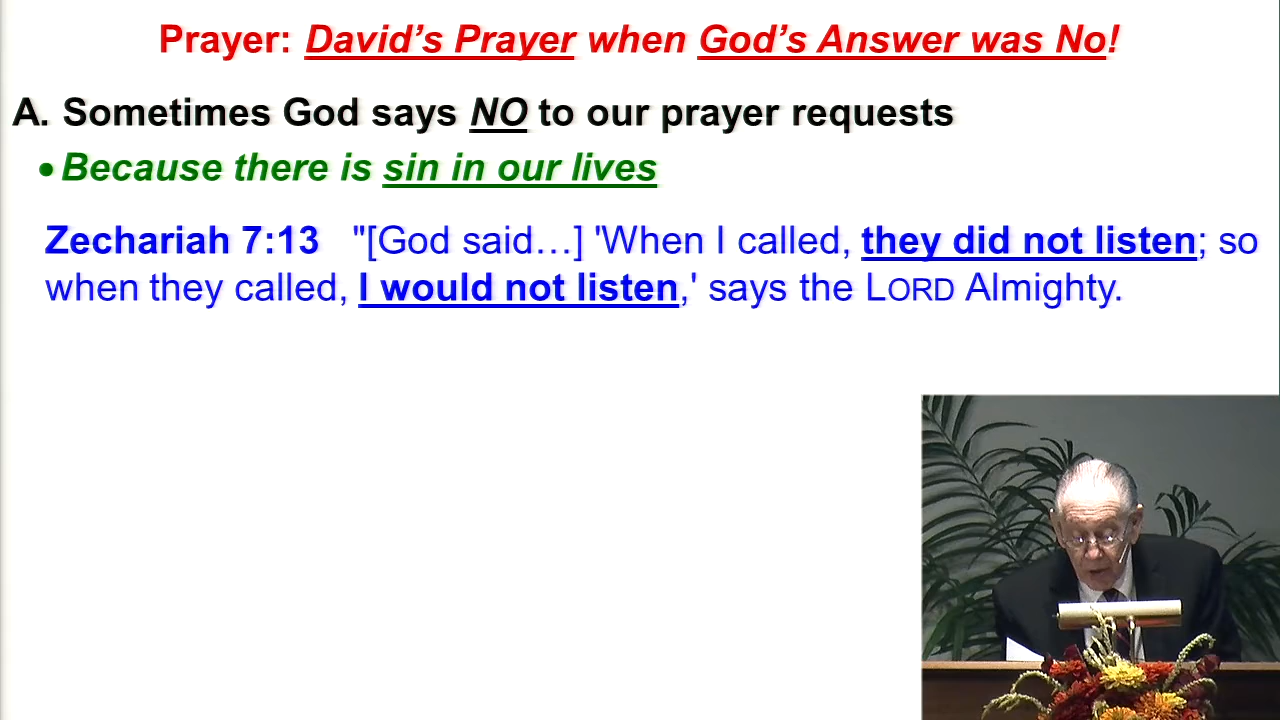 Prayer: David’s Prayer when God’s Answer was No!
A. Sometimes God says NO to our prayer requests
• Because there is sin in our lives
Zechariah 7:13 "[God said…] 'When I called, they did not listen; so
when they called, I would not listen,' says the LORD Almighty.